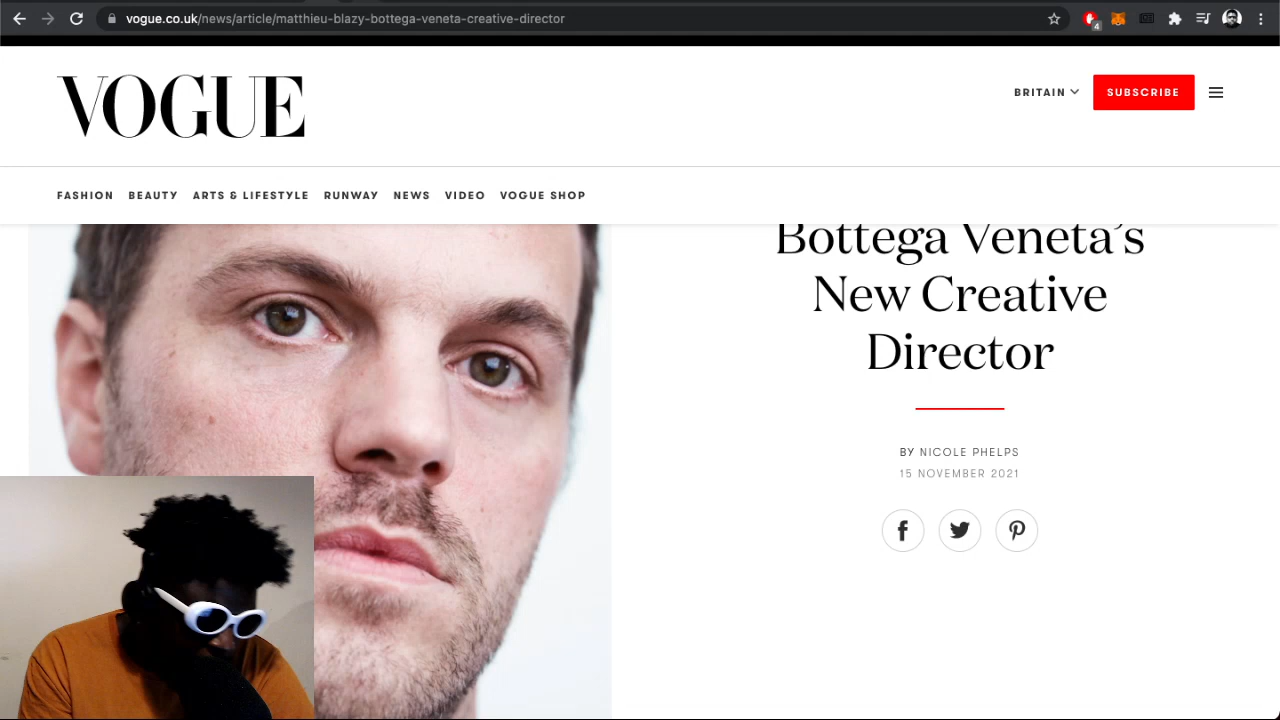 vogue.co.uk/news/article/matthieu-blazy-bottega-veneta-creative-director
4
VOGUE
BRITAIN
SUBSCRIBE
FASHION BEAUTY ARTS & LIFESTYLE RUNWAY NEWS VIDEO VOGUE SHOP
Bottega Veneta’s
New Creative
Director
BY NICOLE PHELPS
15 NOVEMBER 2021